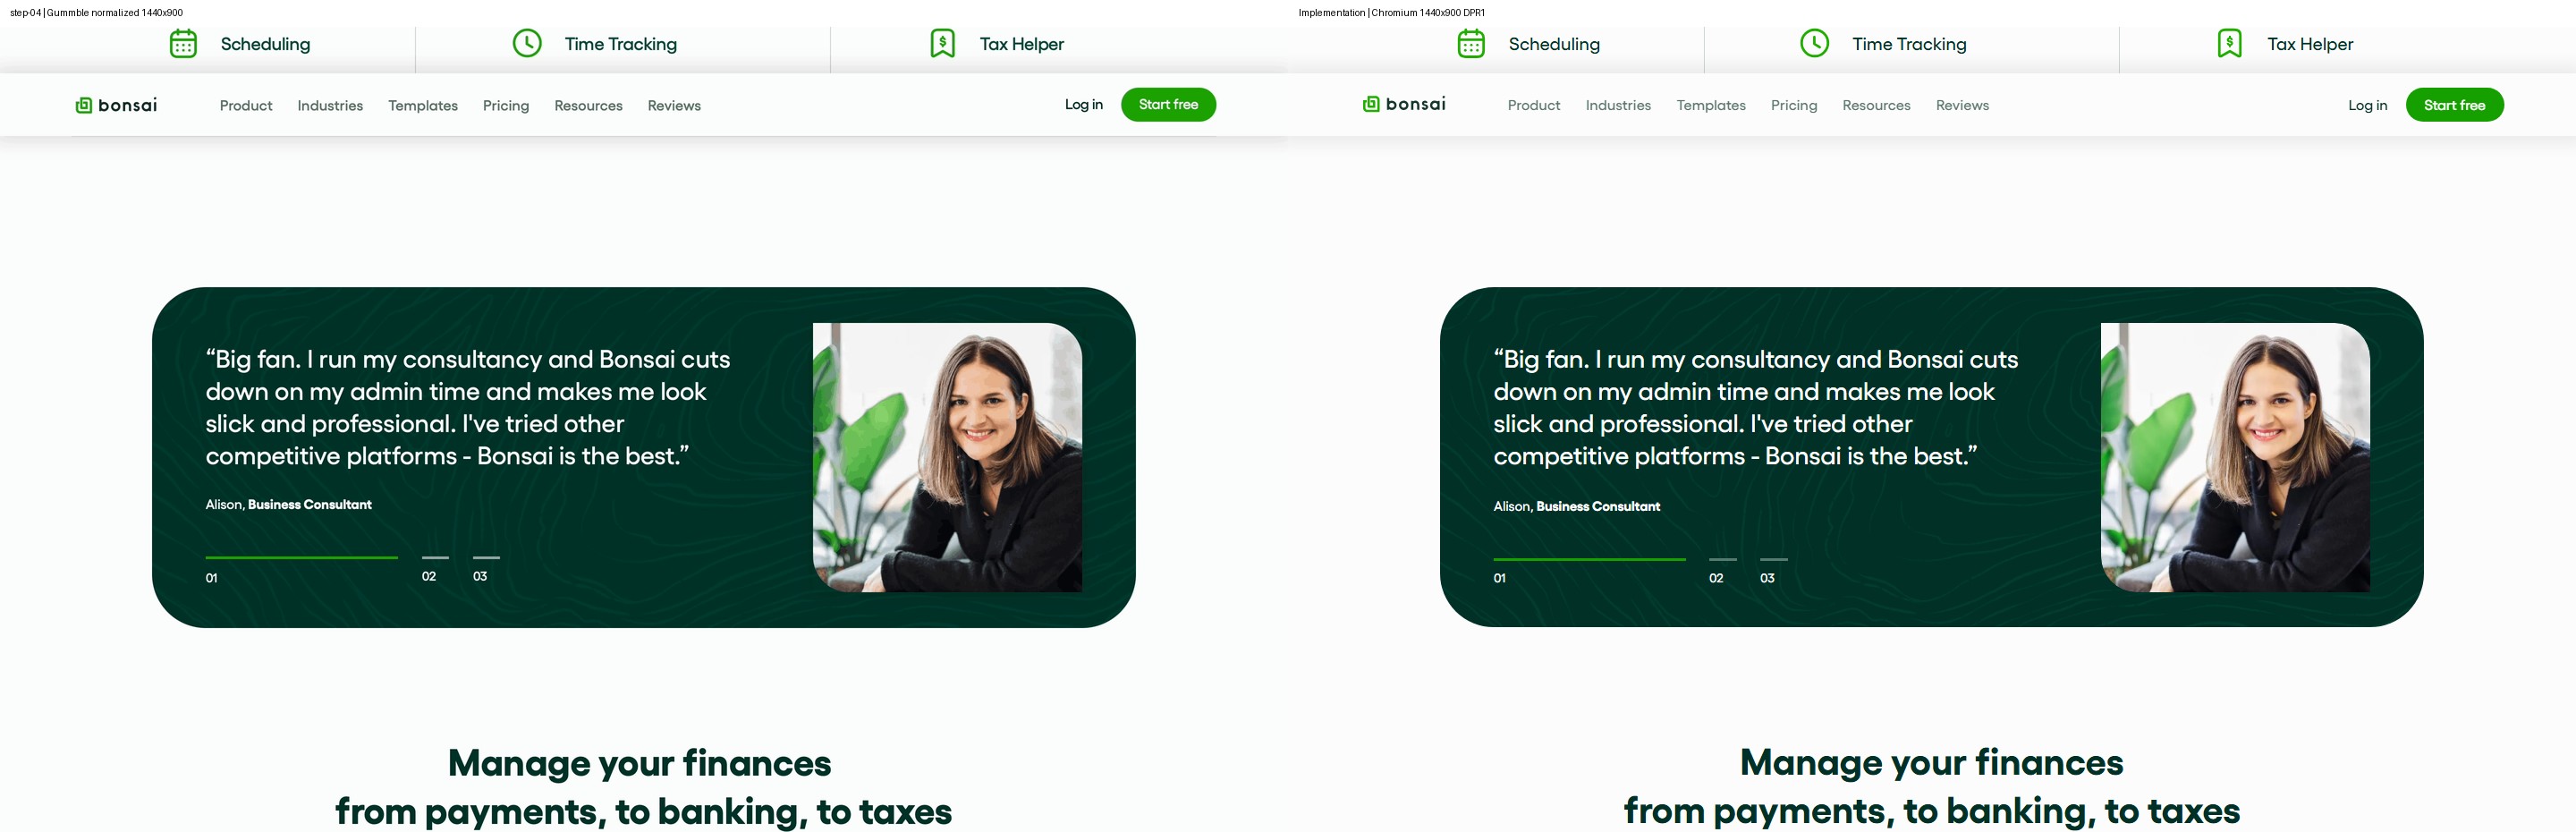 step-04 | Gummble normalized 1440x900
Scheduling
Time Tracking
Tax Helper
bonsai
Product
Industries
Templates
Pricing
Resources
Reviews
Log in
Start free
“Big fan. I run my consultancy and Bonsai cuts
down on my admin time and makes me look
slick and professional. I've tried other
competitive platforms - Bonsai is the best.”
Alison, Business Consultant
01
02
03
Manage your finances
from payments, to banking, to taxes
Implementation | Chromium 1440x900 DPR1
Scheduling
Time Tracking
Tax Helper
bonsai
Product
Industries
Templates
Pricing
Resources
Reviews
Log in
Start free
“Big fan. I run my consultancy and Bonsai cuts
down on my admin time and makes me look
slick and professional. I've tried other
competitive platforms - Bonsai is the best.”
Alison, Business Consultant
01
02
03
Manage your finances
from payments, to banking, to taxes